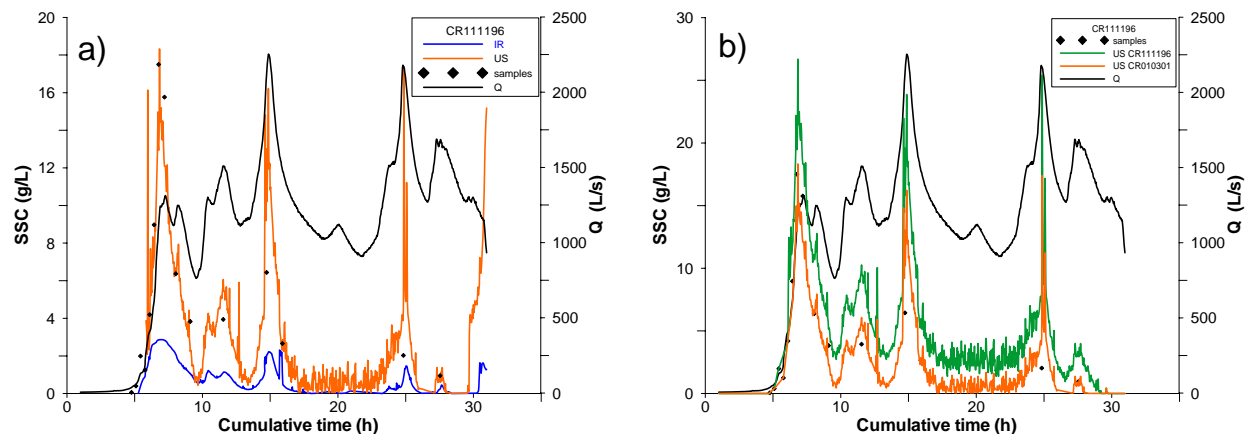 a)
CR111196
IR
US
samples
Q
20
16
12
8
4
0
SSC (g/L)
2500
2000
1500
1000
500
0
Q (L/s)
0
10
20
30
Cumulative time (h)
b)
CR111196
samples
US CR111196
US CR010301
Q
30
20
10
0
SSC (g/L)
2500
2000
1500
1000
500
0
Q (L/s)
0
10
20
30
Cumulative time (h)